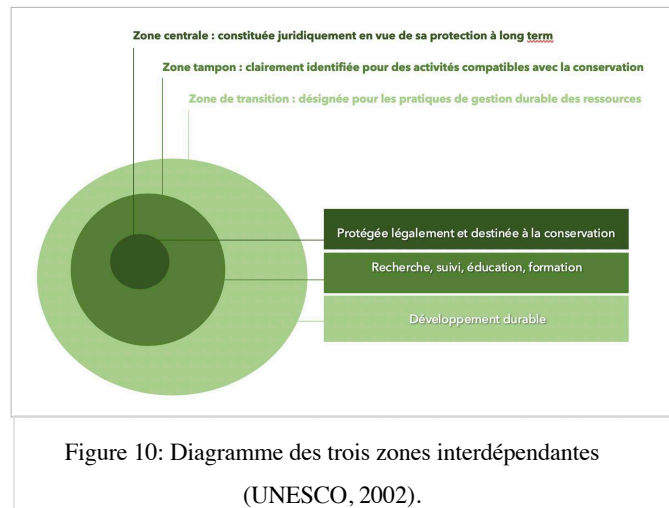 Zone centrale : constituée juridiquement en vue de sa protection à long term
Zone tampon : clairement identifiée pour des activités compatibles avec la conservation
Zone de transition : désignée pour les pratiques de gestion durable des ressources
Protégée légalement et destinée à la conservation
Recherche, suivi, éducation, formation
Développement durable
Figure 10: Diagramme des trois zones interdépendantes
(UNESCO, 2002).